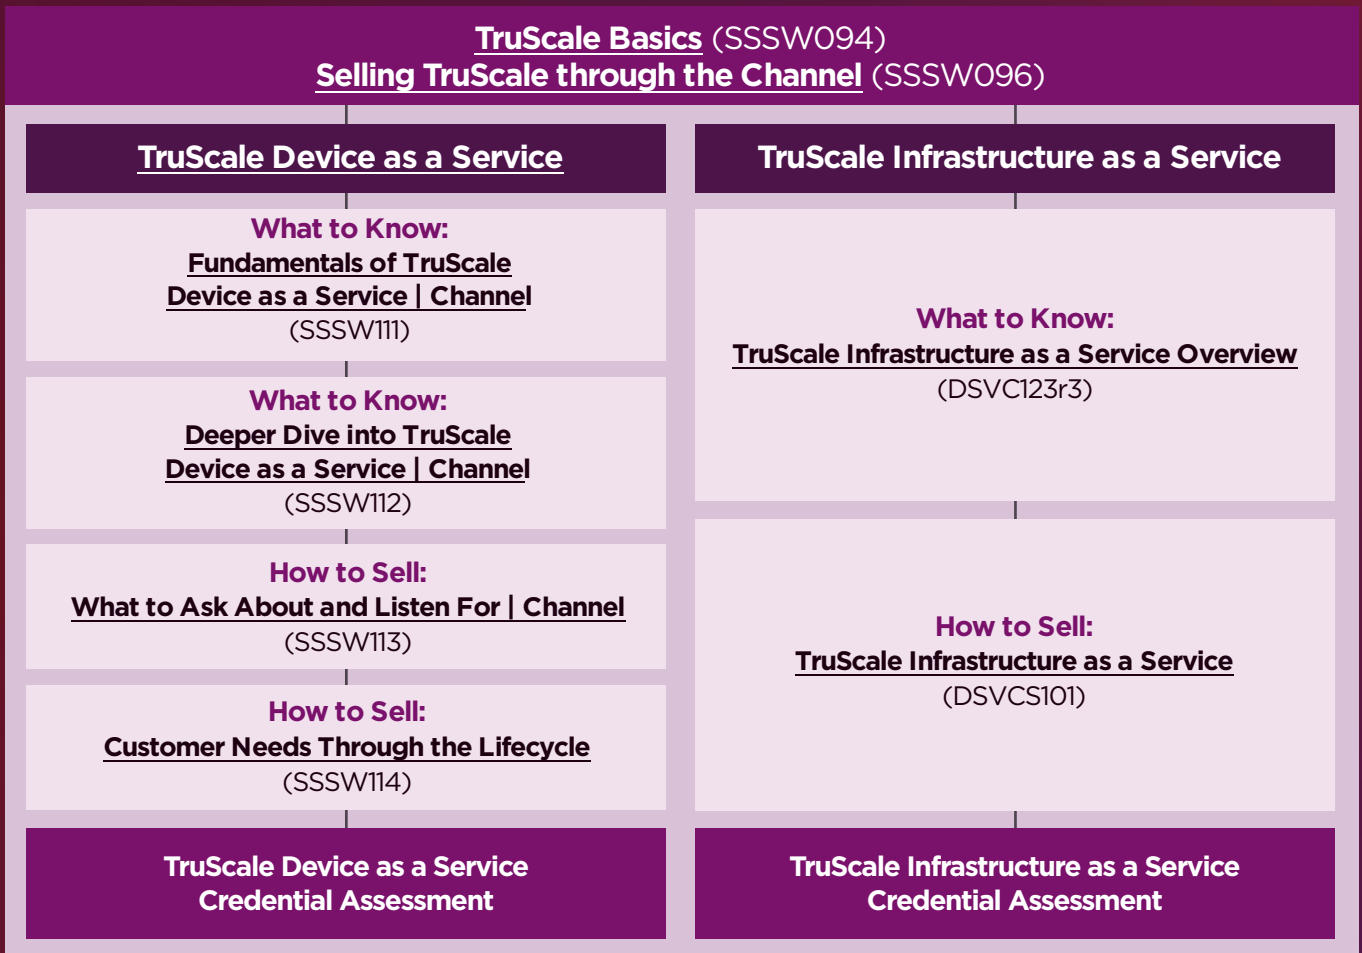 TruScale Basics (SSSW094)
Selling TruScale through the Channel (SSSW096)
TruScale Device as a Service
What to Know:
Fundamentals of TruScale
Device as a Service | Channel
(SSSW111)
What to Know:
Deeper Dive into TruScale
Device as a Service | Channel
(SSSW112)
How to Sell:
What to Ask About and Listen For | Channel
(SSSW113)
How to Sell:
Customer Needs Through the Lifecycle
(SSSW114)
TruScale Device as a Service
Credential Assessment
TruScale Infrastructure as a Service
What to Know:
TruScale Infrastructure as a Service Overview
(DSVC123r3)
How to Sell:
TruScale Infrastructure as a Service
(DSVCS101)
TruScale Infrastructure as a Service
Credential Assessment